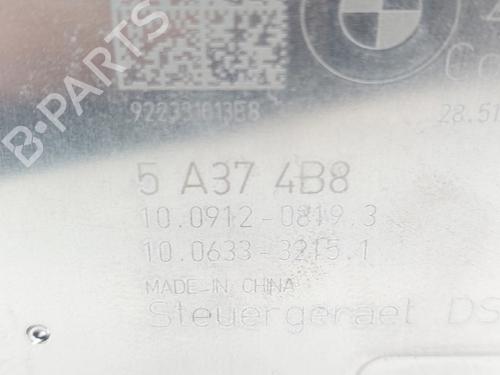 B-PARTS
922331013E8
28.51
5 A37 4B8
10.0912-0819.3
10.0633-3215.1
MADE-IN CHINA
Steuergeraet DS